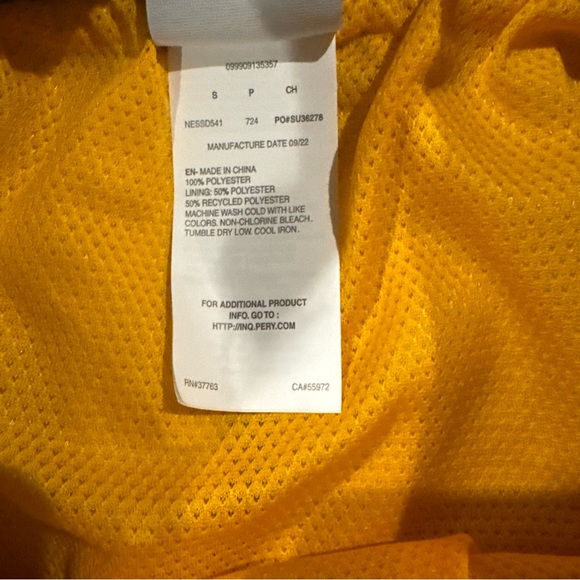 099909135357
S P CH
NESSD541 724 PO#SU36278
MANUFACTURE DATE 09/22
EN- MADE IN CHINA
100% POLYESTER
LINING: 50% POLYESTER
50% RECYCLED POLYESTER
MACHINE WASH COLD WITH LIKE
COLORS. NON-CHLORINE BLEACH.
TUMBLE DRY LOW. COOL IRON.
FOR ADDITIONAL PRODUCT
INFO. GO TO :
HTTP://INQ.PERY.COM
RN#37763 CA#55972